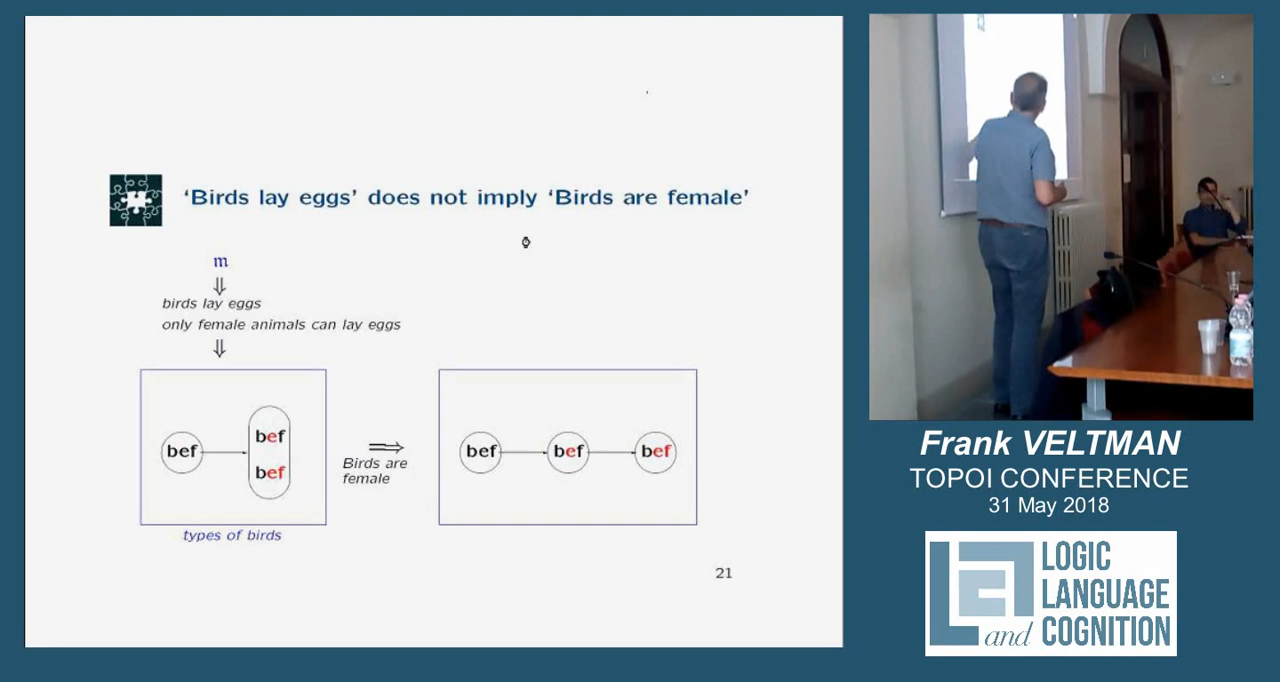 ‘Birds lay eggs’ does not imply ‘Birds are female’
m
birds lay eggs
only female animals can lay eggs
bef
bef
bef
types of birds
Birds are
female
bef
bef
bef
21
Frank VELTMAN
TOPOI CONFERENCE
31 May 2018
LOGIC
LANGUAGE
and COGNITION